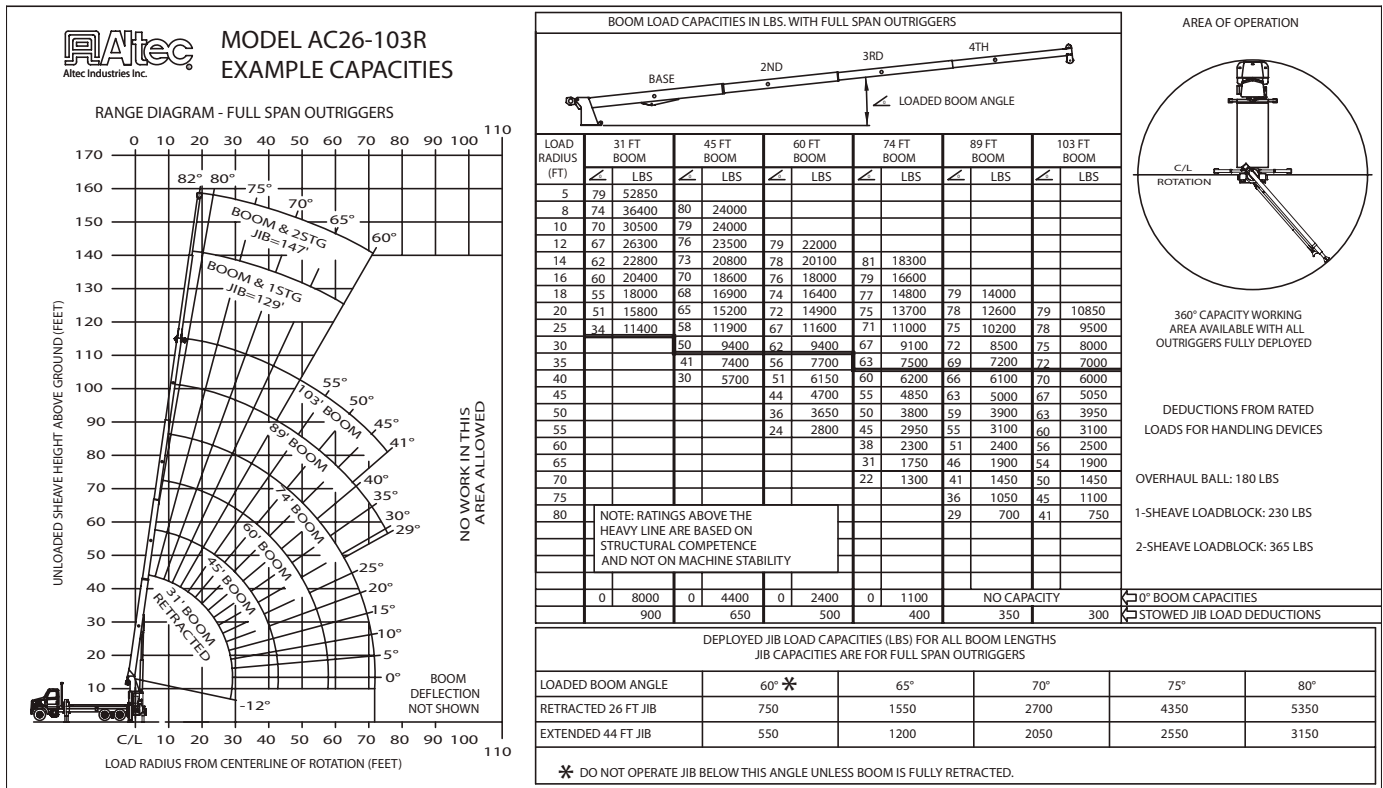 Altec
Altec Industries Inc.
MODEL AC26-103R
EXAMPLE CAPACITIES
RANGE DIAGRAM - FULL SPAN OUTRIGGERS
0 10 20 30 40 50 60 70 80 90 100 110
170
160
150
140
130
120
110
100
90
80
70
60
50
40
30
20
10
UNLOADED SHEAVE HEIGHT ABOVE GROUND (FEET)
82° 80° 75° 70° 65° 60°
BOOM & 2STG
JIB=147'
BOOM & 1STG
JIB=129'
55°
50°
45°
41°
103' BOOM
89' BOOM
74' BOOM
60' BOOM
45' BOOM
31' BOOM
RETRACTED
40°
35°
30°
29°
25°
20°
15°
10°
5°
0°
-12°
NO WORK IN THIS
AREA ALLOWED
BOOM
DEFLECTION
NOT SHOWN
C/L 10 20 30 40 50 60 70 80 90 100 110
LOAD RADIUS FROM CENTERLINE OF ROTATION (FEET)
BOOM LOAD CAPACITIES IN LBS. WITH FULL SPAN OUTRIGGERS
BASE 2ND 3RD 4TH
LOADED BOOM ANGLE
LOAD RADIUS (FT) 31 FT BOOM 45 FT BOOM 60 FT BOOM 74 FT BOOM 89 FT BOOM 103 FT BOOM
LBS LBS LBS LBS LBS LBS
5 79 52850
8 74 36400 80 24000
10 70 30500 79 24000
12 67 26300 76 23500 79 22000
14 62 22800 73 20800 78 20100 81 18300
16 60 20400 70 18600 76 18000 79 16600
18 55 18000 68 16900 74 16400 77 14800 79 14000
20 51 15800 65 15200 72 14900 75 13700 78 12600 79 10850
25 34 11400 58 11900 67 11600 71 11000 75 10200 78 9500
30 50 9400 62 9400 67 9100 72 8500 75 8000
35 41 7400 56 7700 63 7500 69 7200 72 7000
40 30 5700 51 6150 60 6200 66 6100 70 6000
45 44 4700 55 4850 63 5000 67 5050
50 36 3650 50 3800 59 3900 63 3950
55 24 2800 45 2950 55 3100 60 3100
60 38 2300 51 2400 56 2500
65 31 1750 46 1900 54 1900
70 22 1300 41 1450 50 1450
75 36 1050 45 1100
80 29 700 41 750
NOTE: RATINGS ABOVE THE
HEAVY LINE ARE BASED ON
STRUCTURAL COMPETENCE
AND NOT ON MACHINE STABILITY
0 8000 0 4400 0 2400 0 1100 NO CAPACITY 0° BOOM CAPACITIES
900 650 500 400 350 300 STOWED JIB LOAD DEDUCTIONS
AREA OF OPERATION
C/L
ROTATION
360° CAPACITY WORKING
AREA AVAILABLE WITH ALL
OUTRIGGERS FULLY DEPLOYED
DEDUCTIONS FROM RATED
LOADS FOR HANDLING DEVICES
OVERHAUL BALL: 180 LBS
1-SHEAVE LOADBLOCK: 230 LBS
2-SHEAVE LOADBLOCK: 365 LBS
DEPLOYED JIB LOAD CAPACITIES (LBS) FOR ALL BOOM LENGTHS
JIB CAPACITIES ARE FOR FULL SPAN OUTRIGGERS
LOADED BOOM ANGLE 60° * 65° 70° 75° 80°
RETRACTED 26 FT JIB 750 1550 2700 4350 5350
EXTENDED 44 FT JIB 550 1200 2050 2550 3150
* DO NOT OPERATE JIB BELOW THIS ANGLE UNLESS BOOM IS FULLY RETRACTED.